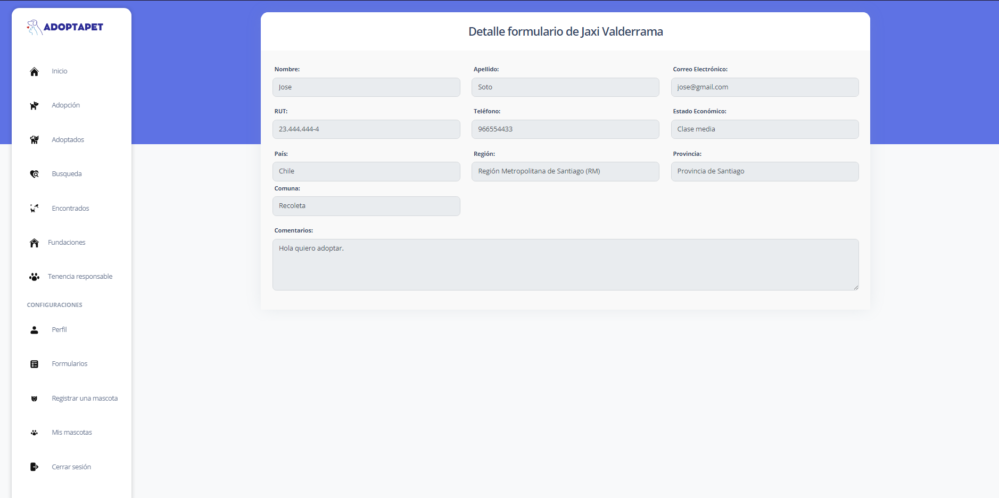 ADOPTAPET
Inicio
Adopción
Adoptados
Busqueda
Encontrados
Fundaciones
Tenencia responsable
CONFIGURACIONES
Perfil
Formularios
Registrar una mascota
Mis mascotas
Cerrar sesión
Detalle formulario de Jaxi Valderrama
Nombre: Apellido: Correo Electrónico:
Jose Soto jose@gmail.com
RUT: Teléfono: Estado Económico:
23.444.444-4 966554433 Clase media
País: Región: Provincia:
Chile Región Metropolitana de Santiago (RM) Provincia de Santiago
Comuna:
Recoleta
Comentarios:
Hola quiero adoptar.